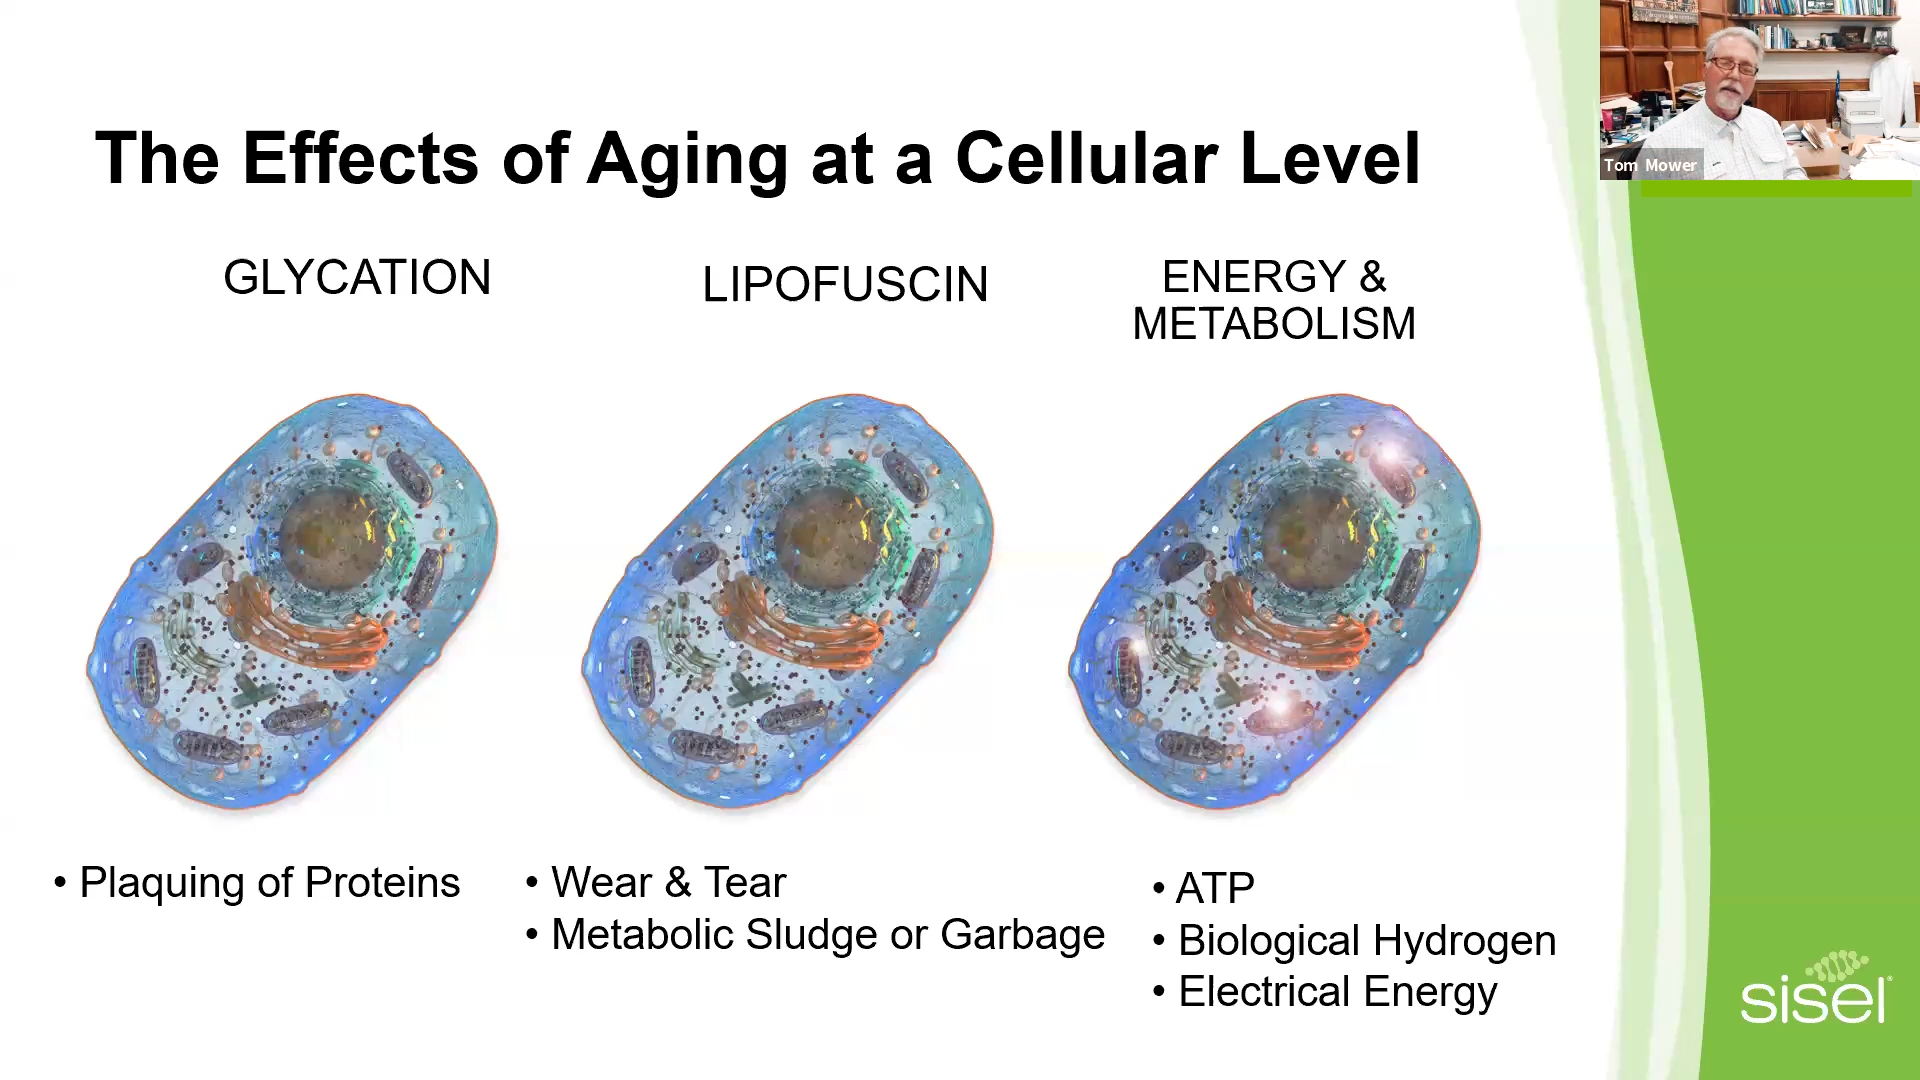 Tom Mower
The Effects of Aging at a Cellular Level
GLYCATION
• Plaquing of Proteins
LIPOFUSCIN
• Wear & Tear
• Metabolic Sludge or Garbage
ENERGY &
METABOLISM
• ATP
• Biological Hydrogen
• Electrical Energy
sisel®